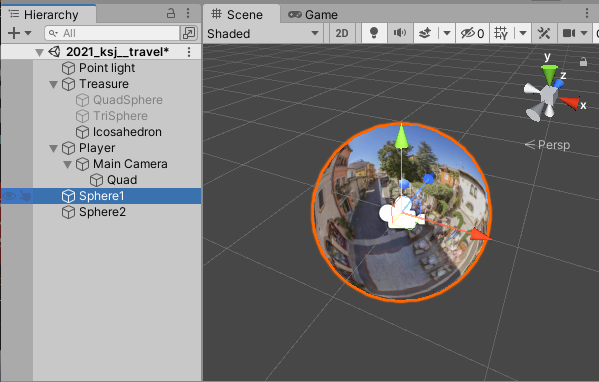 Hierarchy
All
2021_ksj__travel*
Point light
Treasure
QuadSphere
TriSphere
Icosahedron
Player
Main Camera
Quad
Sphere1
Sphere2
Scene
Game
Shaded
2D
0
y
z
x
Persp